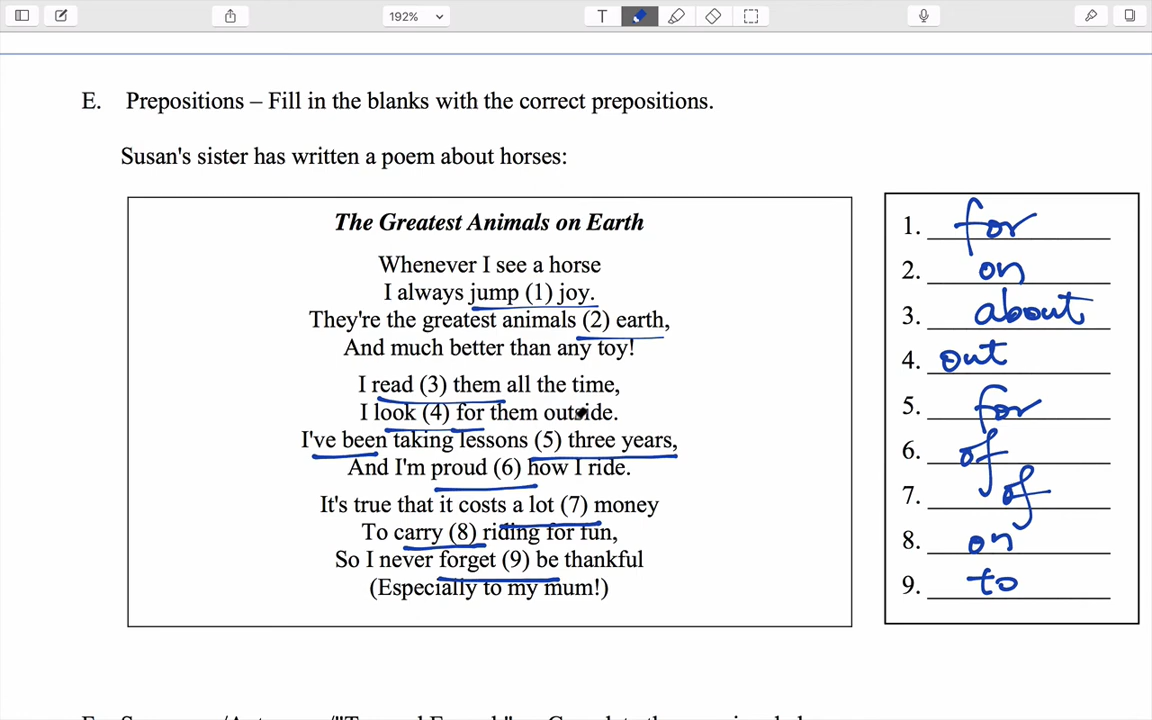 192%
T
E. Prepositions – Fill in the blanks with the correct prepositions.
Susan's sister has written a poem about horses:
The Greatest Animals on Earth
Whenever I see a horse
I always jump (1) joy.
They're the greatest animals (2) earth,
And much better than any toy!
I read (3) them all the time,
I look (4) for them outside.
I've been taking lessons (5) three years,
And I'm proud (6) how I ride.
It's true that it costs a lot (7) money
To carry (8) riding for fun,
So I never forget (9) be thankful
(Especially to my mum!)
1. for
2. on
3. about
4. out
5. for
6. of
7. of
8. on
9. to